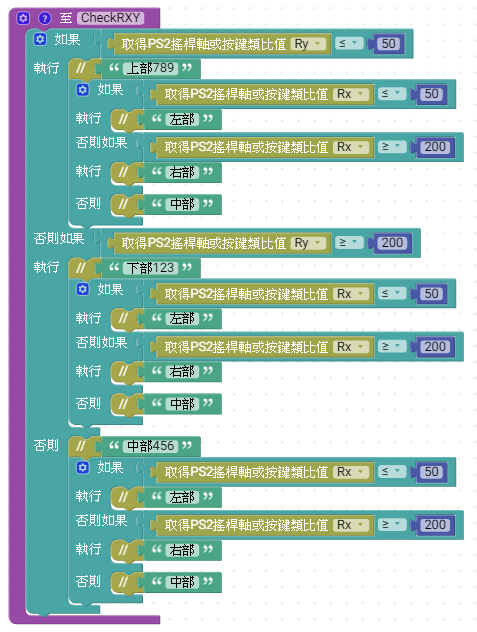 至 CheckRXY
如果 取得PS2搖桿軸或按鍵類比值 Ry ≤ 50
執行 // “ 上部789 ”
如果 取得PS2搖桿軸或按鍵類比值 Rx ≤ 50
執行 // “ 左部 ”
否則如果 取得PS2搖桿軸或按鍵類比值 Rx ≥ 200
執行 // “ 右部 ”
否則 // “ 中部 ”
否則如果 取得PS2搖桿軸或按鍵類比值 Ry ≥ 200
執行 // “ 下部123 ”
如果 取得PS2搖桿軸或按鍵類比值 Rx ≤ 50
執行 // “ 左部 ”
否則如果 取得PS2搖桿軸或按鍵類比值 Rx ≥ 200
執行 // “ 右部 ”
否則 // “ 中部 ”
否則 // “ 中部456 ”
如果 取得PS2搖桿軸或按鍵類比值 Rx ≤ 50
執行 // “ 左部 ”
否則如果 取得PS2搖桿軸或按鍵類比值 Rx ≥ 200
執行 // “ 右部 ”
否則 // “ 中部 ”